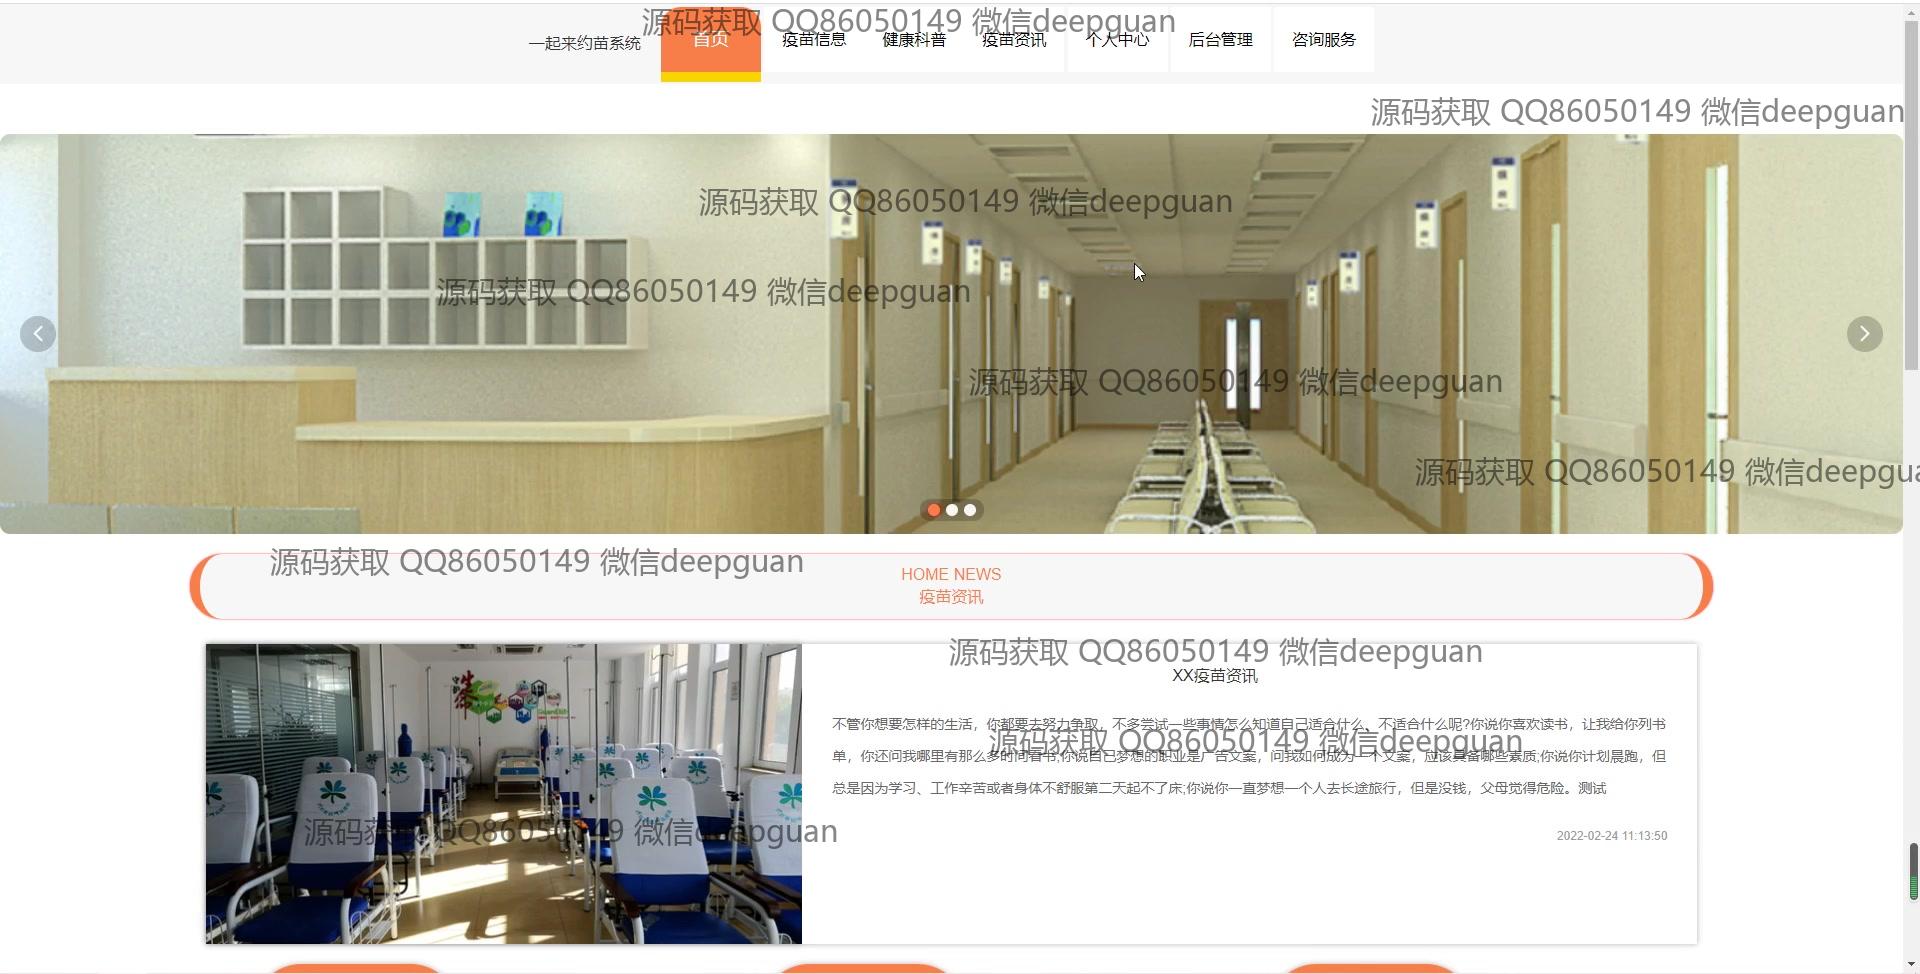 源码获取 QQ86050149 微信deepguan
一起来约苗系统 首页 疫苗信息 健康科普 疫苗资讯 个人中心 后台管理 咨询服务
源码获取 QQ86050149 微信deepguan
源码获取 QQ86050149 微信deepguan
源码获取 QQ86050149 微信deepguan
源码获取 QQ86050149 微信deepguan
源码获取 QQ86050149 微信deepgua
源码获取 QQ86050149 微信deepguan
HOME NEWS
疫苗资讯
源码获取 QQ86050149 微信deepguan
XX疫苗资讯
不管你想要怎样的生活，你都要去努力争取，不多尝试一些事情怎么知道自己适合什么、不适合什么呢?你说你喜欢读书，让我给你列书
源码获取 QQ86050149 微信deepguan
单，你还问我哪里有那么多时间看书;你说自己梦想的职业是广告文案，问我如何成为一个文案，应该具备哪些素质;你说你计划晨跑，但
总是因为学习、工作辛苦或者身体不舒服第二天起不了床;你说你一直梦想一个人去长途旅行，但是没钱，父母觉得危险。测试
源码获取 QQ86050149 微信deepguan
2022-02-24 11:13:50